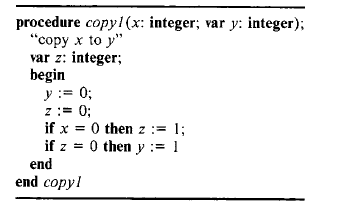 procedure copy1(x: integer; var y: integer);
"copy x to y"
var z: integer;
begin
y := 0;
z := 0;
if x = 0 then z := 1;
if z = 0 then y := 1
end
end copy1